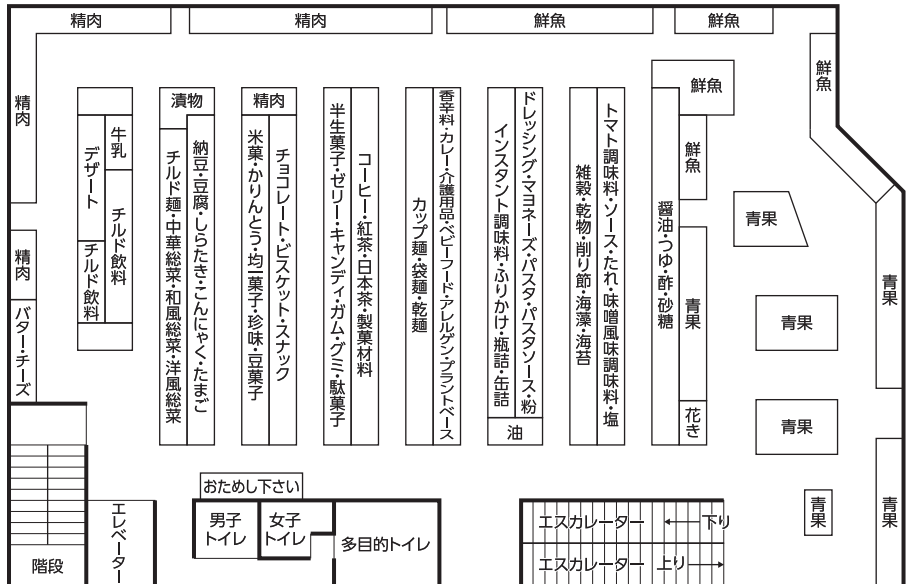 精肉
精肉
鮮魚
鮮魚
精肉
鮮魚
精肉
バター・チーズ
牛乳
デザート
チルド飲料
チルド飲料
漬物
チルド麺・中華総菜・和風総菜・洋風総菜
納豆・豆腐・しらたき・こんにゃく・たまご
精肉
米菓・かりんとう・均一菓子・珍味・豆菓子
チョコレート・ビスケット・スナック
半生菓子・ゼリー・キャンディ・ガム・グミ・駄菓子
コーヒー・紅茶・日本茶・製菓材料
カップ麺・袋麺・乾麺
香辛料・カレー・介護用品・ベビーフード・アレルゲン・プラントベース
インスタント調味料・ふりかけ・瓶詰・缶詰
ドレッシング・マヨネーズ・パスタ・パスタソース・粉
油
雑穀・乾物・削り節・海藻・海苔
トマト調味料・ソース・たれ・味噌風味調味料・塩
鮮魚
醤油・つゆ・酢・砂糖
鮮魚
青果
花き
青果
青果
青果
青果
青果
青果
階段
エレベーター
おためし下さい
男子
トイレ
女子
トイレ
多目的トイレ
エスカレーター 下り
エスカレーター 上り